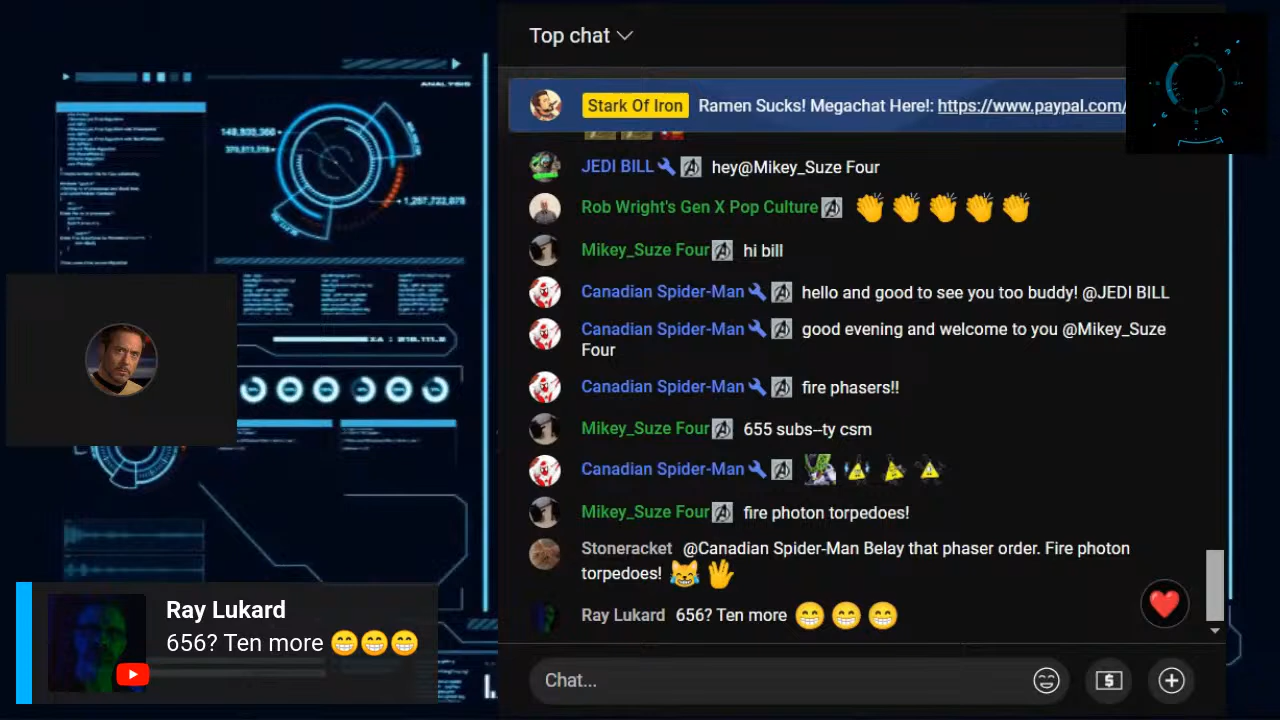 Top chat
ANALYSIS
Stark Of Iron Ramen Sucks! Megachat Here!: https://www.paypal.com/
JEDI BILL hey@Mikey_Suze Four
Rob Wright's Gen X Pop Culture 👏👏👏👏👏
Mikey_Suze Four hi bill
Canadian Spider-Man hello and good to see you too buddy! @JEDI BILL
Canadian Spider-Man good evening and welcome to you @Mikey_Suze
Four
Canadian Spider-Man fire phasers!!
Mikey_Suze Four 655 subs--ty csm
Canadian Spider-Man
Mikey_Suze Four fire photon torpedoes!
Stoneracket @Canadian Spider-Man Belay that phaser order. Fire photon
torpedoes! 😹🖖
Ray Lukard 656? Ten more 😁😁😁
Chat...
Ray Lukard
656? Ten more 😁😁😁